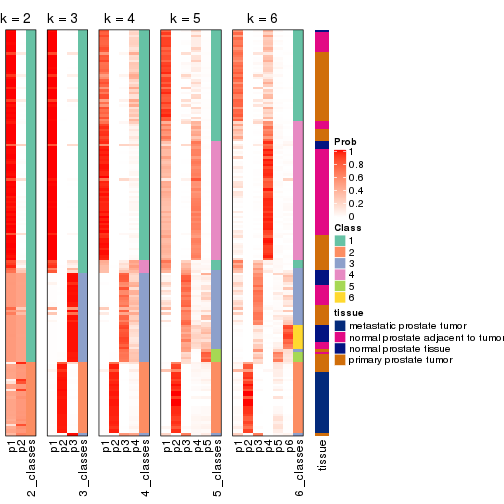 k = 2
k = 3
k = 4
k = 5
k = 6
Prob
1
0.8
0.6
0.4
0.2
0
Class
1
2
3
4
5
6
tissue
metastatic prostate tumor
normal prostate adjacent to tumor
normal prostate tissue
primary prostate tumor
p1
p2
2_classes
p1
p2
p3
3_classes
p1
p2
p3
p4
4_classes
p1
p2
p3
p4
p5
5_classes
p1
p2
p3
p4
p5
p6
6_classes
tissue